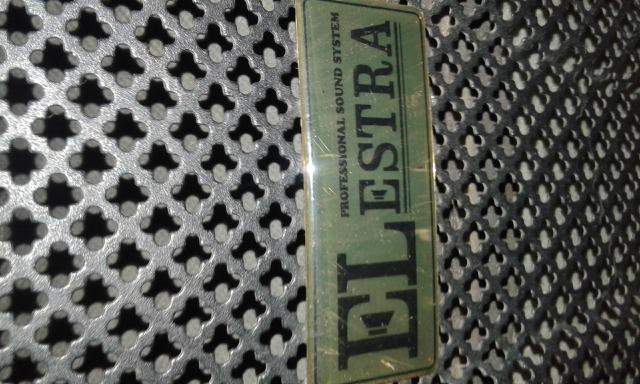 PROFESSIONAL SOUND SYSTEM
ELESTRA